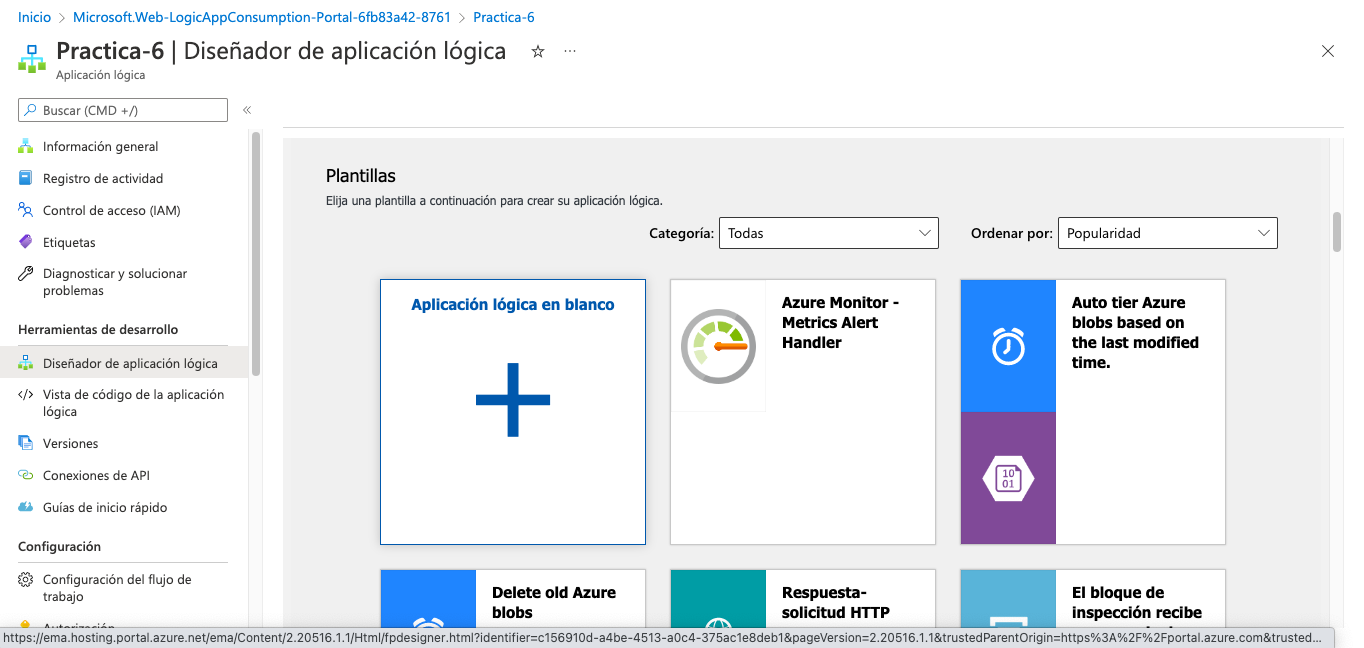 Inicio > Microsoft.Web-LogicAppConsumption-Portal-6fb83a42-8761 > Practica-6
Practica-6 | Diseñador de aplicación lógica
Aplicación lógica
Buscar (CMD +/)
Información general
Registro de actividad
Control de acceso (IAM)
Etiquetas
Diagnosticar y solucionar
problemas
Herramientas de desarrollo
Diseñador de aplicación lógica
Vista de código de la aplicación
lógica
Versiones
Conexiones de API
Guías de inicio rápido
Configuración
Configuración del flujo de
trabajo
Autorización
Plantillas
Elija una plantilla a continuación para crear su aplicación lógica.
Categoría: Todas
Ordenar por: Popularidad
Aplicación lógica en blanco
Azure Monitor -
Metrics Alert
Handler
Auto tier Azure
blobs based on
the last modified
time.
10
01
Delete old Azure
blobs
Respuesta-
solicitud HTTP
El bloque de
inspección recibe
https://ema.hosting.portal.azure.net/ema/Content/2.20516.1.1/Html/fpdesigner.html?identifier=c156910d-a4be-4513-a0c4-375ac1e8deb1&pageVersion=2.20516.1.1&trustedParentOrigin=https%3A%2F%2Fportal.azure.com&trusted...